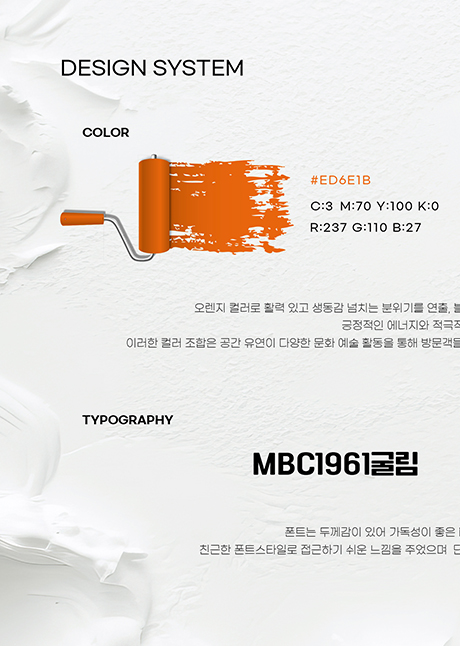 DESIGN SYSTEM
COLOR
#ED6E1B
C:3 M:70 Y:100 K:0
R:237 G:110 B:27
오렌지 컬러로 활력 있고 생동감 넘치는 분위기를 연출,
긍정적인 에너지와 적극적
이러한 컬러 조합은 공간 유연이 다양한 문화 예술 활동을 통해 방문객들
TYPOGRAPHY
MBC1961굴림
폰트는 두께감이 있어 가독성이 좋은
친근한 폰트스타일로 접근하기 쉬운 느낌을 주었으며